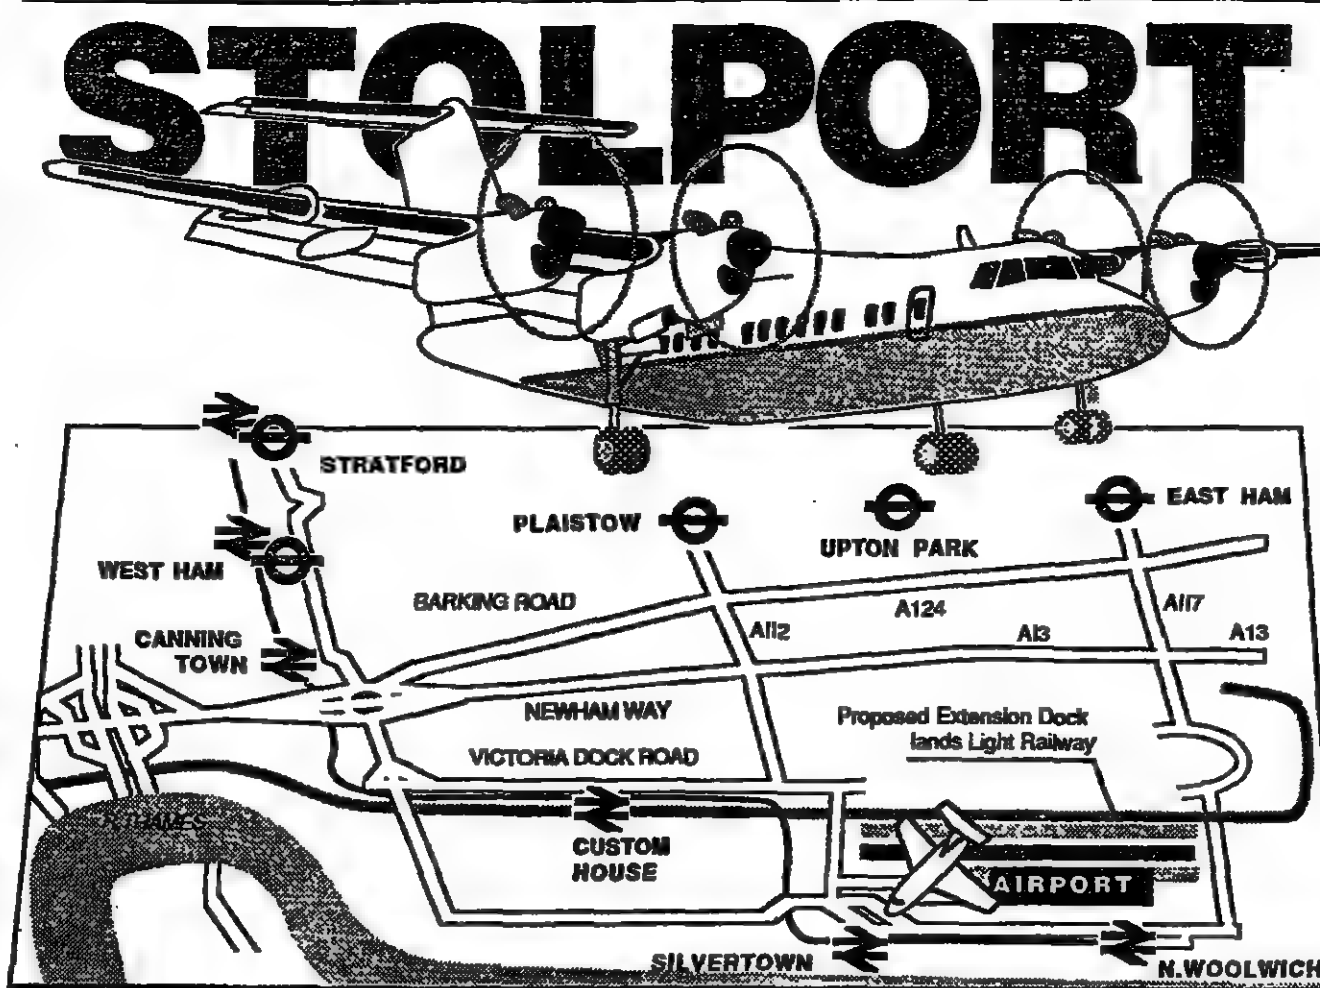 STOLPORT
STRATFORD
PLAISTOW
EAST HAM
UPTON PARK
WEST HAM
BARKING ROAD
A124
A117
A112
A13
A13
CANNING
TOWN
NEWHAM WAY
Proposed Extension Dock
lands Light Railway
VICTORIA DOCK ROAD
R. THAMES
CUSTOM
HOUSE
AIRPORT
SILVERTOWN
N.WOOLWICH